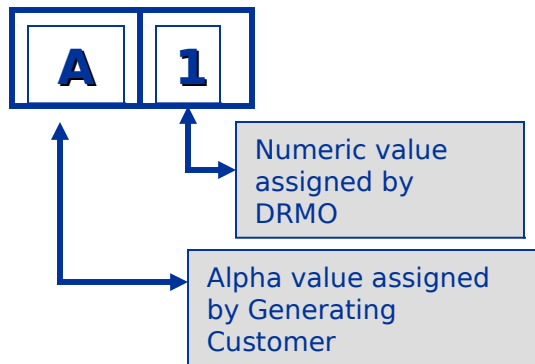 A 1
Numeric value
assigned by
DRMO
Alpha value assigned
by Generating
Customer